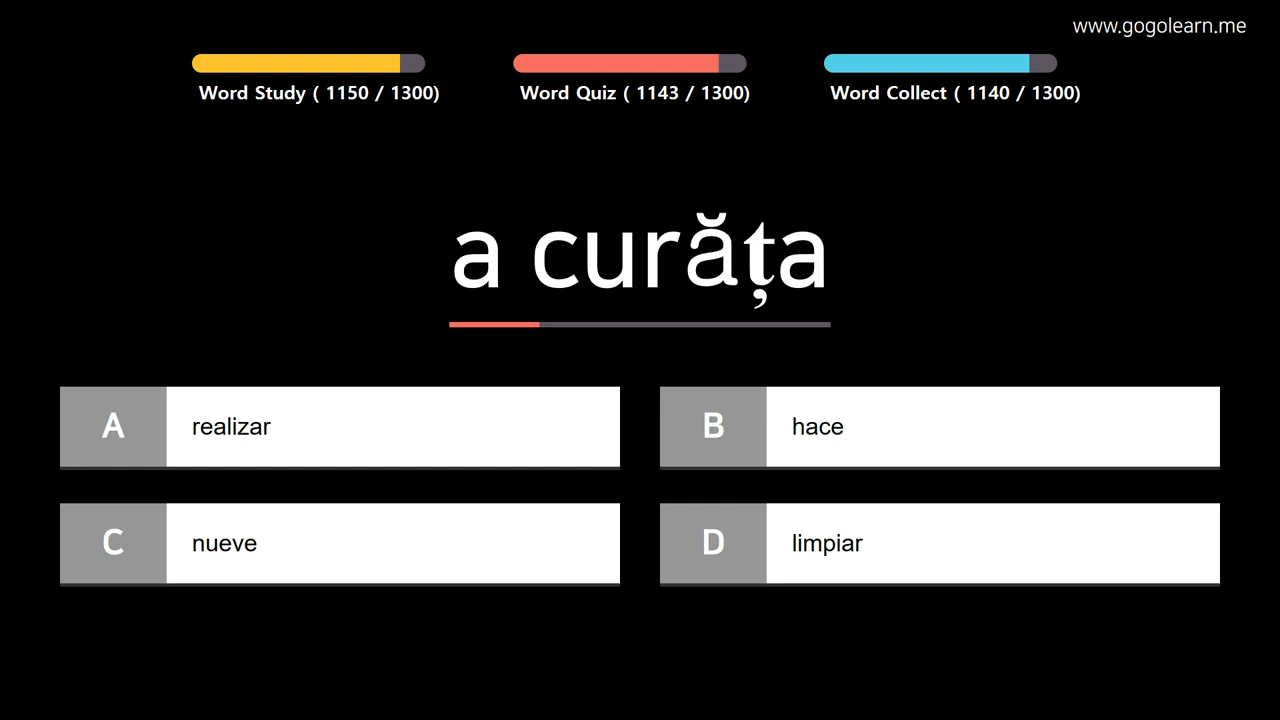 www.gogolearn.me
Word Study ( 1150 / 1300)
Word Quiz ( 1143 / 1300)
Word Collect ( 1140 / 1300)
a curăța
A realizar
B hace
C nueve
D limpiar